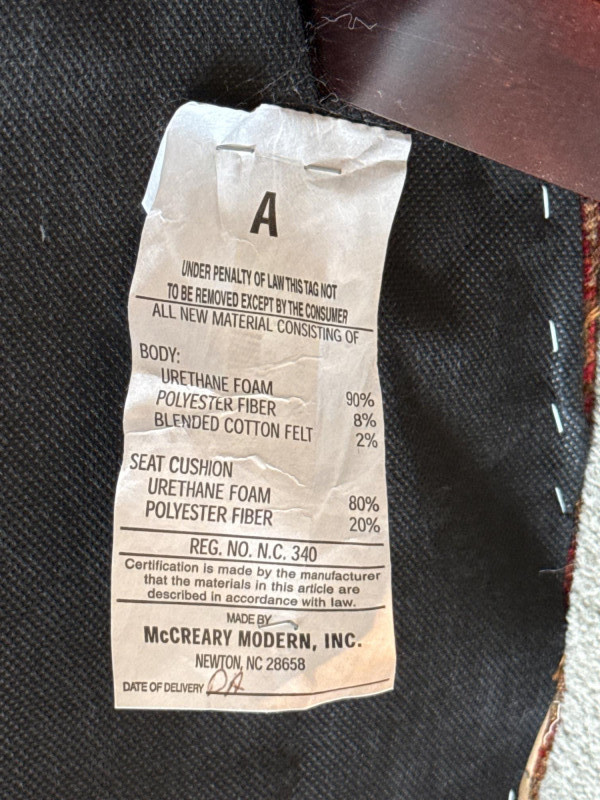 A
UNDER PENALTY OF LAW THIS TAG NOT
TO BE REMOVED EXCEPT BY THE CONSUMER
ALL NEW MATERIAL CONSISTING OF
BODY:
URETHANE FOAM 90%
POLYESTER FIBER 8%
BLENDED COTTON FELT 2%
SEAT CUSHION
URETHANE FOAM 80%
POLYESTER FIBER 20%
REG. NO. N.C. 340
Certification is made by the manufacturer
that the materials in this article are
described in accordance with law.
MADE BY
McCREARY MODERN, INC.
NEWTON, NC 28658
DATE OF DELIVERY